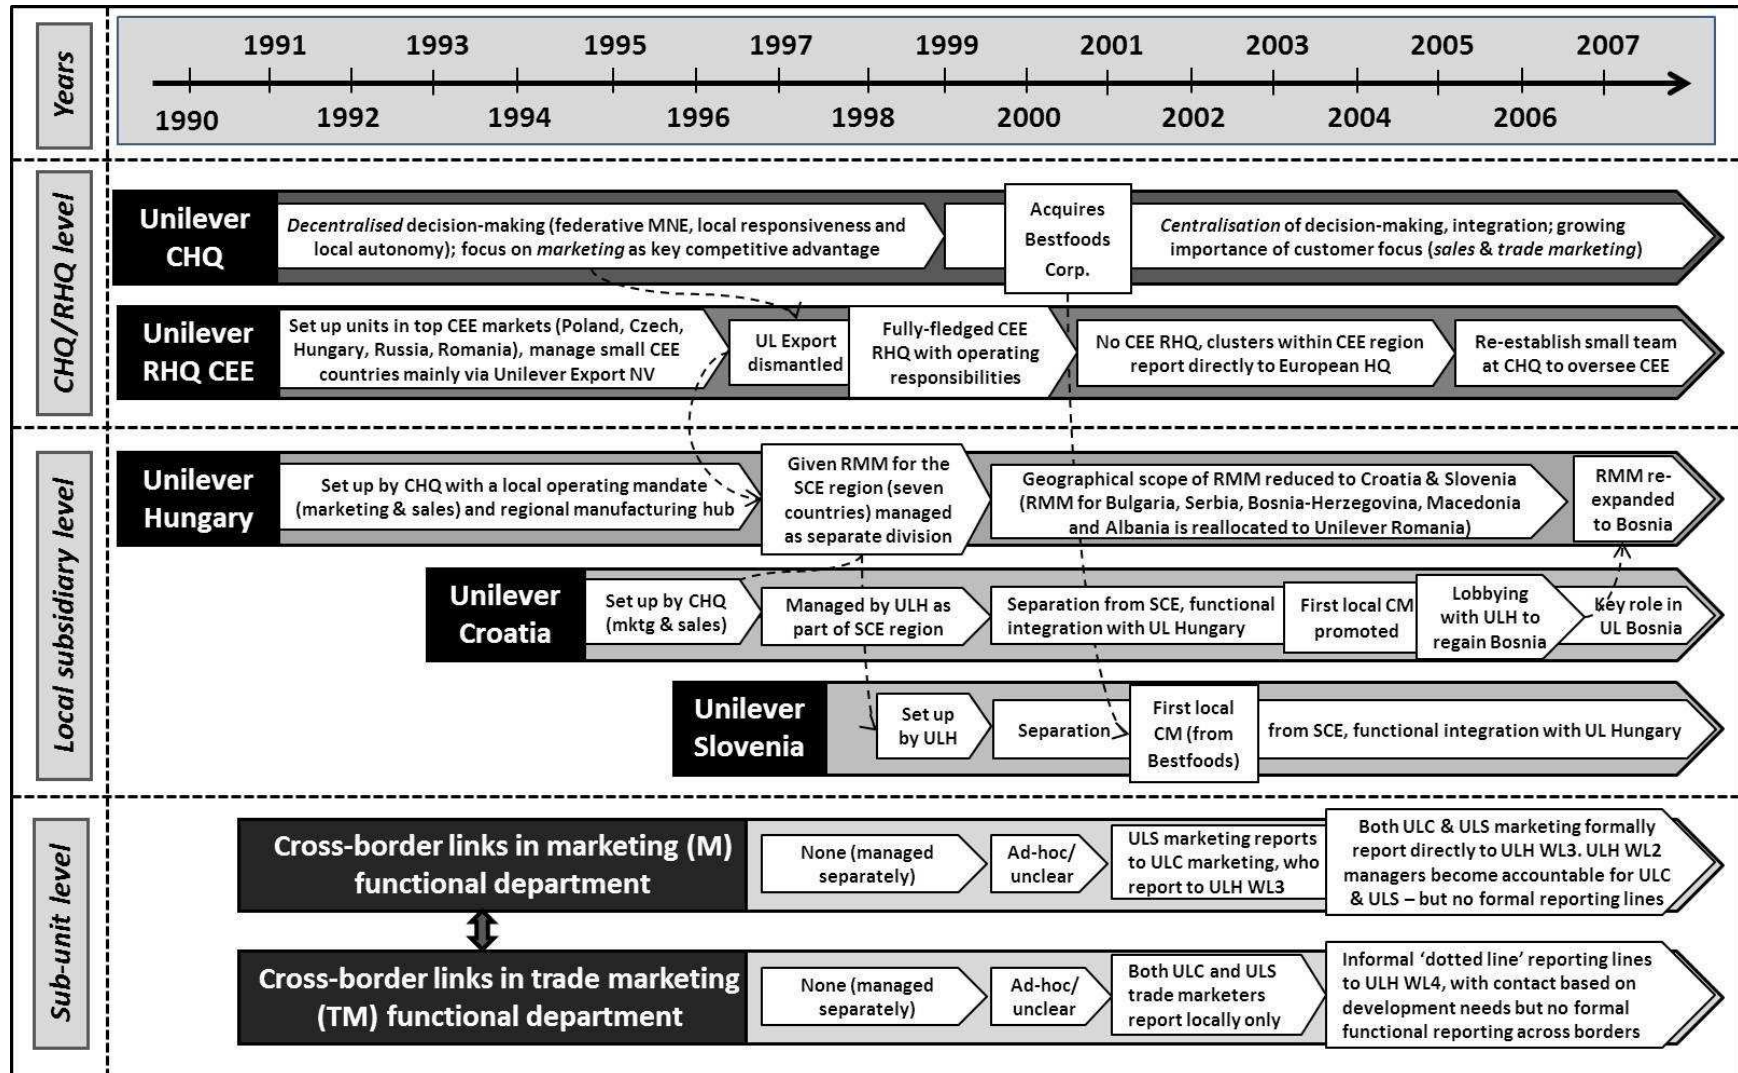 Years
1991 1993 1995 1997 1999 2001 2003 2005 2007
1990 1992 1994 1996 1998 2000 2002 2004 2006
CHQ/RHQ level
Unilever
CHQ
Decentralised decision-making (federative MNE, local responsiveness and
local autonomy); focus on marketing as key competitive advantage
Acquires
Bestfoods
Corp.
Centralisation of decision-making, integration; growing
importance of customer focus (sales & trade marketing)
Unilever
RHQ CEE
Set up units in top CEE markets (Poland, Czech,
Hungary, Russia, Romania), manage small CEE
countries mainly via Unilever Export NV
UL Export
dismantled
Fully-fledged CEE
RHQ with operating
responsibilities
No CEE RHQ, clusters within CEE region
report directly to European HQ
Re-establish small team
at CHQ to oversee CEE
Local subsidiary level
Unilever
Hungary
Set up by CHQ with a local operating mandate
(marketing & sales) and regional manufacturing hub
Given RMM for the
SCE region (seven
countries) managed
as separate division
Geographical scope of RMM reduced to Croatia & Slovenia
(RMM for Bulgaria, Serbia, Bosnia-Herzegovina, Macedonia
and Albania is reallocated to Unilever Romania)
RMM re-
expanded
to Bosnia
Unilever
Croatia
Set up by CHQ
(mktg & sales)
Managed by ULH as
part of SCE region
Separation from SCE, functional
integration with UL Hungary
First local CM
promoted
Lobbying
with ULH to
regain Bosnia
Key role in
UL Bosnia
Unilever
Slovenia
Set up
by ULH
Separation
First local
CM (from
Bestfoods)
from SCE, functional integration with UL Hungary
Sub-unit level
Cross-border links in marketing (M)
functional department
None (managed
separately)
Ad-hoc/
unclear
ULS marketing reports
to ULC marketing, who
report to ULH WL3
Both ULC & ULS marketing formally
report directly to ULH WL3. ULH WL2
managers become accountable for ULC
& ULS – but no formal reporting lines
Cross-border links in trade marketing
(TM) functional department
None (managed
separately)
Ad-hoc/
unclear
Both ULC and ULS
trade marketers
report locally only
Informal ‘dotted line’ reporting lines
to ULH WL4, with contact based on
development needs but no formal
functional reporting across borders